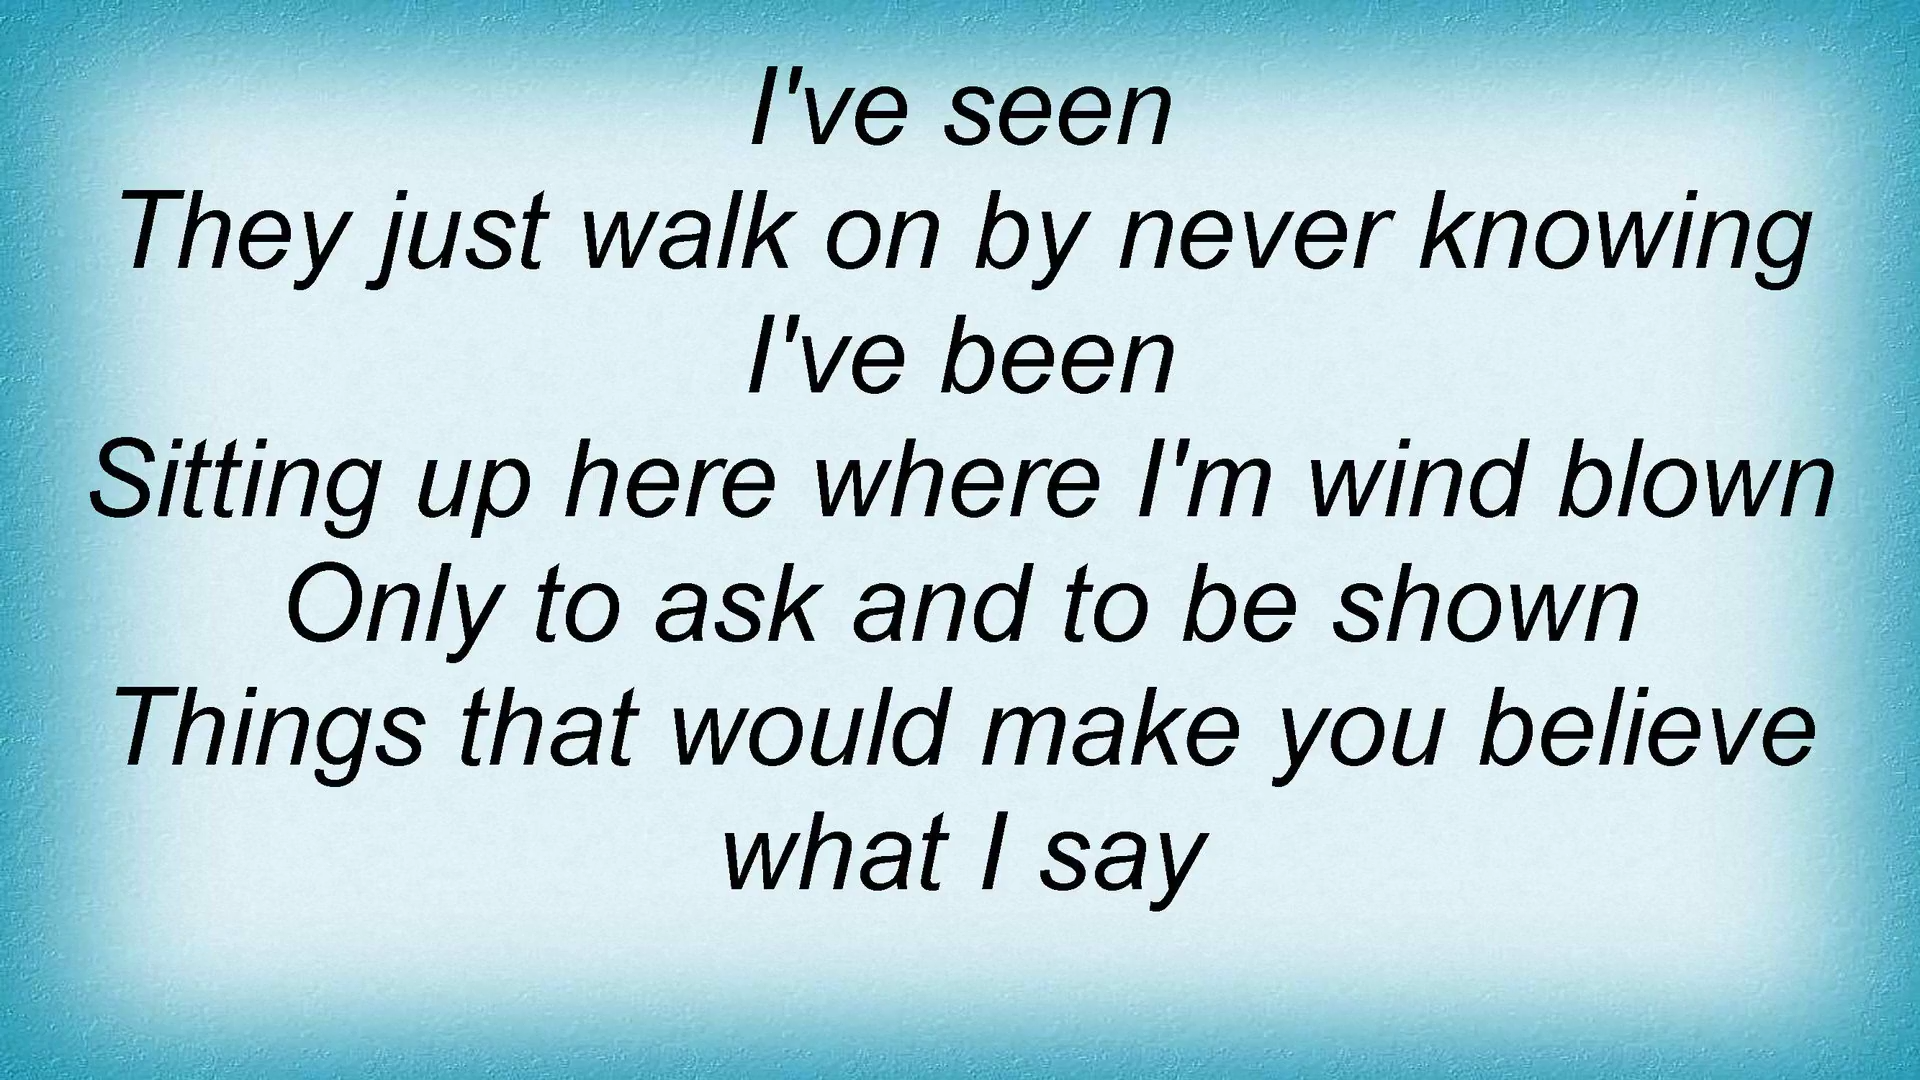 I've seen
They just walk on by never knowing
I've been
Sitting up here where I'm wind blown
Only to ask and to be shown
Things that would make you believe
what I say